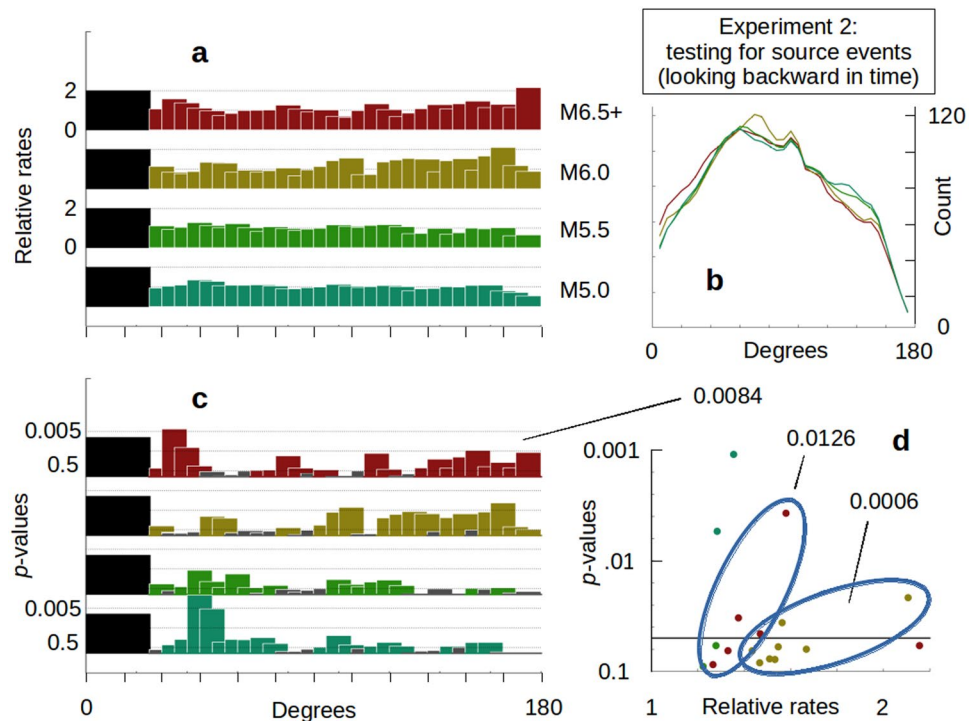 a
Experiment 2:
testing for source events
(looking backward in time)
Relative rates
2
0
2
0
M6.5+
M6.0
M5.5
M5.0
120
Count
0
b
0
Degrees
180
c
0.0084
0.005
0.5
0.005
0.5
p-values
0
Degrees
180
d
0.0126
0.0006
0.001
.01
0.1
p-values
1
Relative rates
2